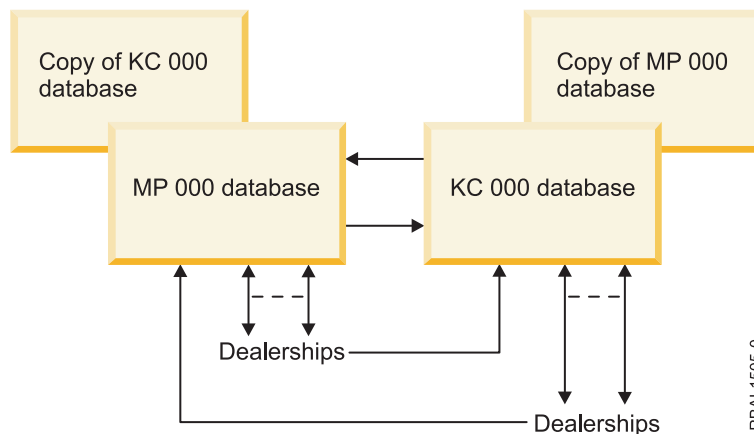 Copy of KC 000
database
Copy of MP 000
database
MP 000 database
KC 000 database
Dealerships
Dealerships